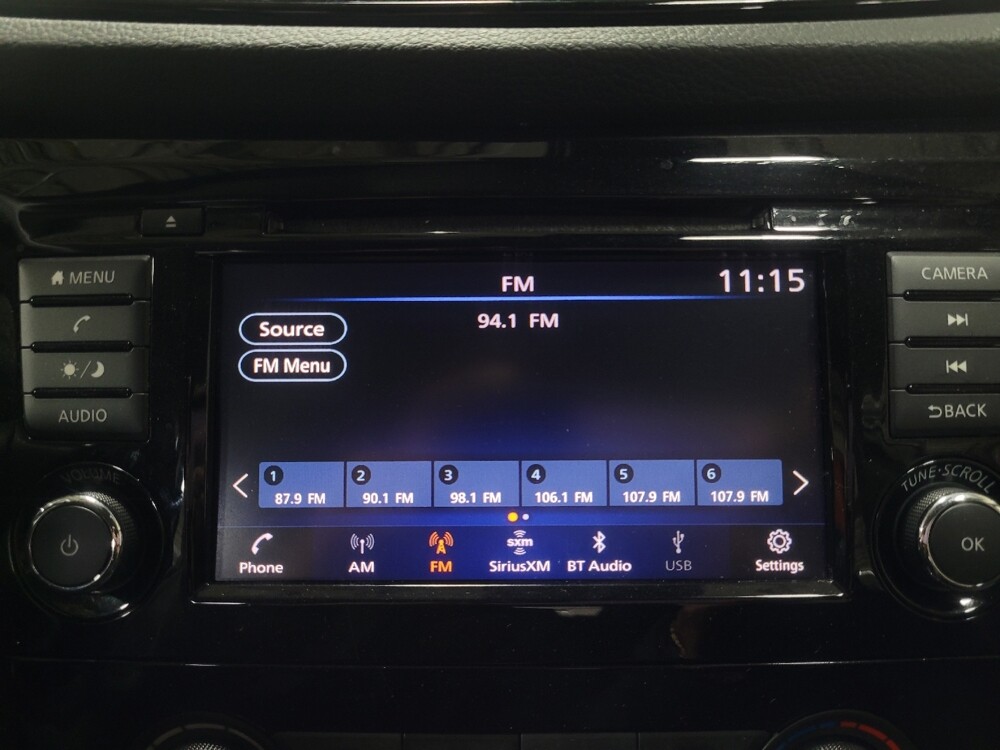 FM
11:15
94.1 FM
Source
FM Menu
1 2 3 4 5 6
87.9 FM 90.1 FM 98.1 FM 106.1 FM 107.9 FM 107.9 FM
Phone AM FM SiriusXM BT Audio USB Settings
sxm
MENU
AUDIO
VOLUME
CAMERA
BACK
TUNE·SCROLL
OK